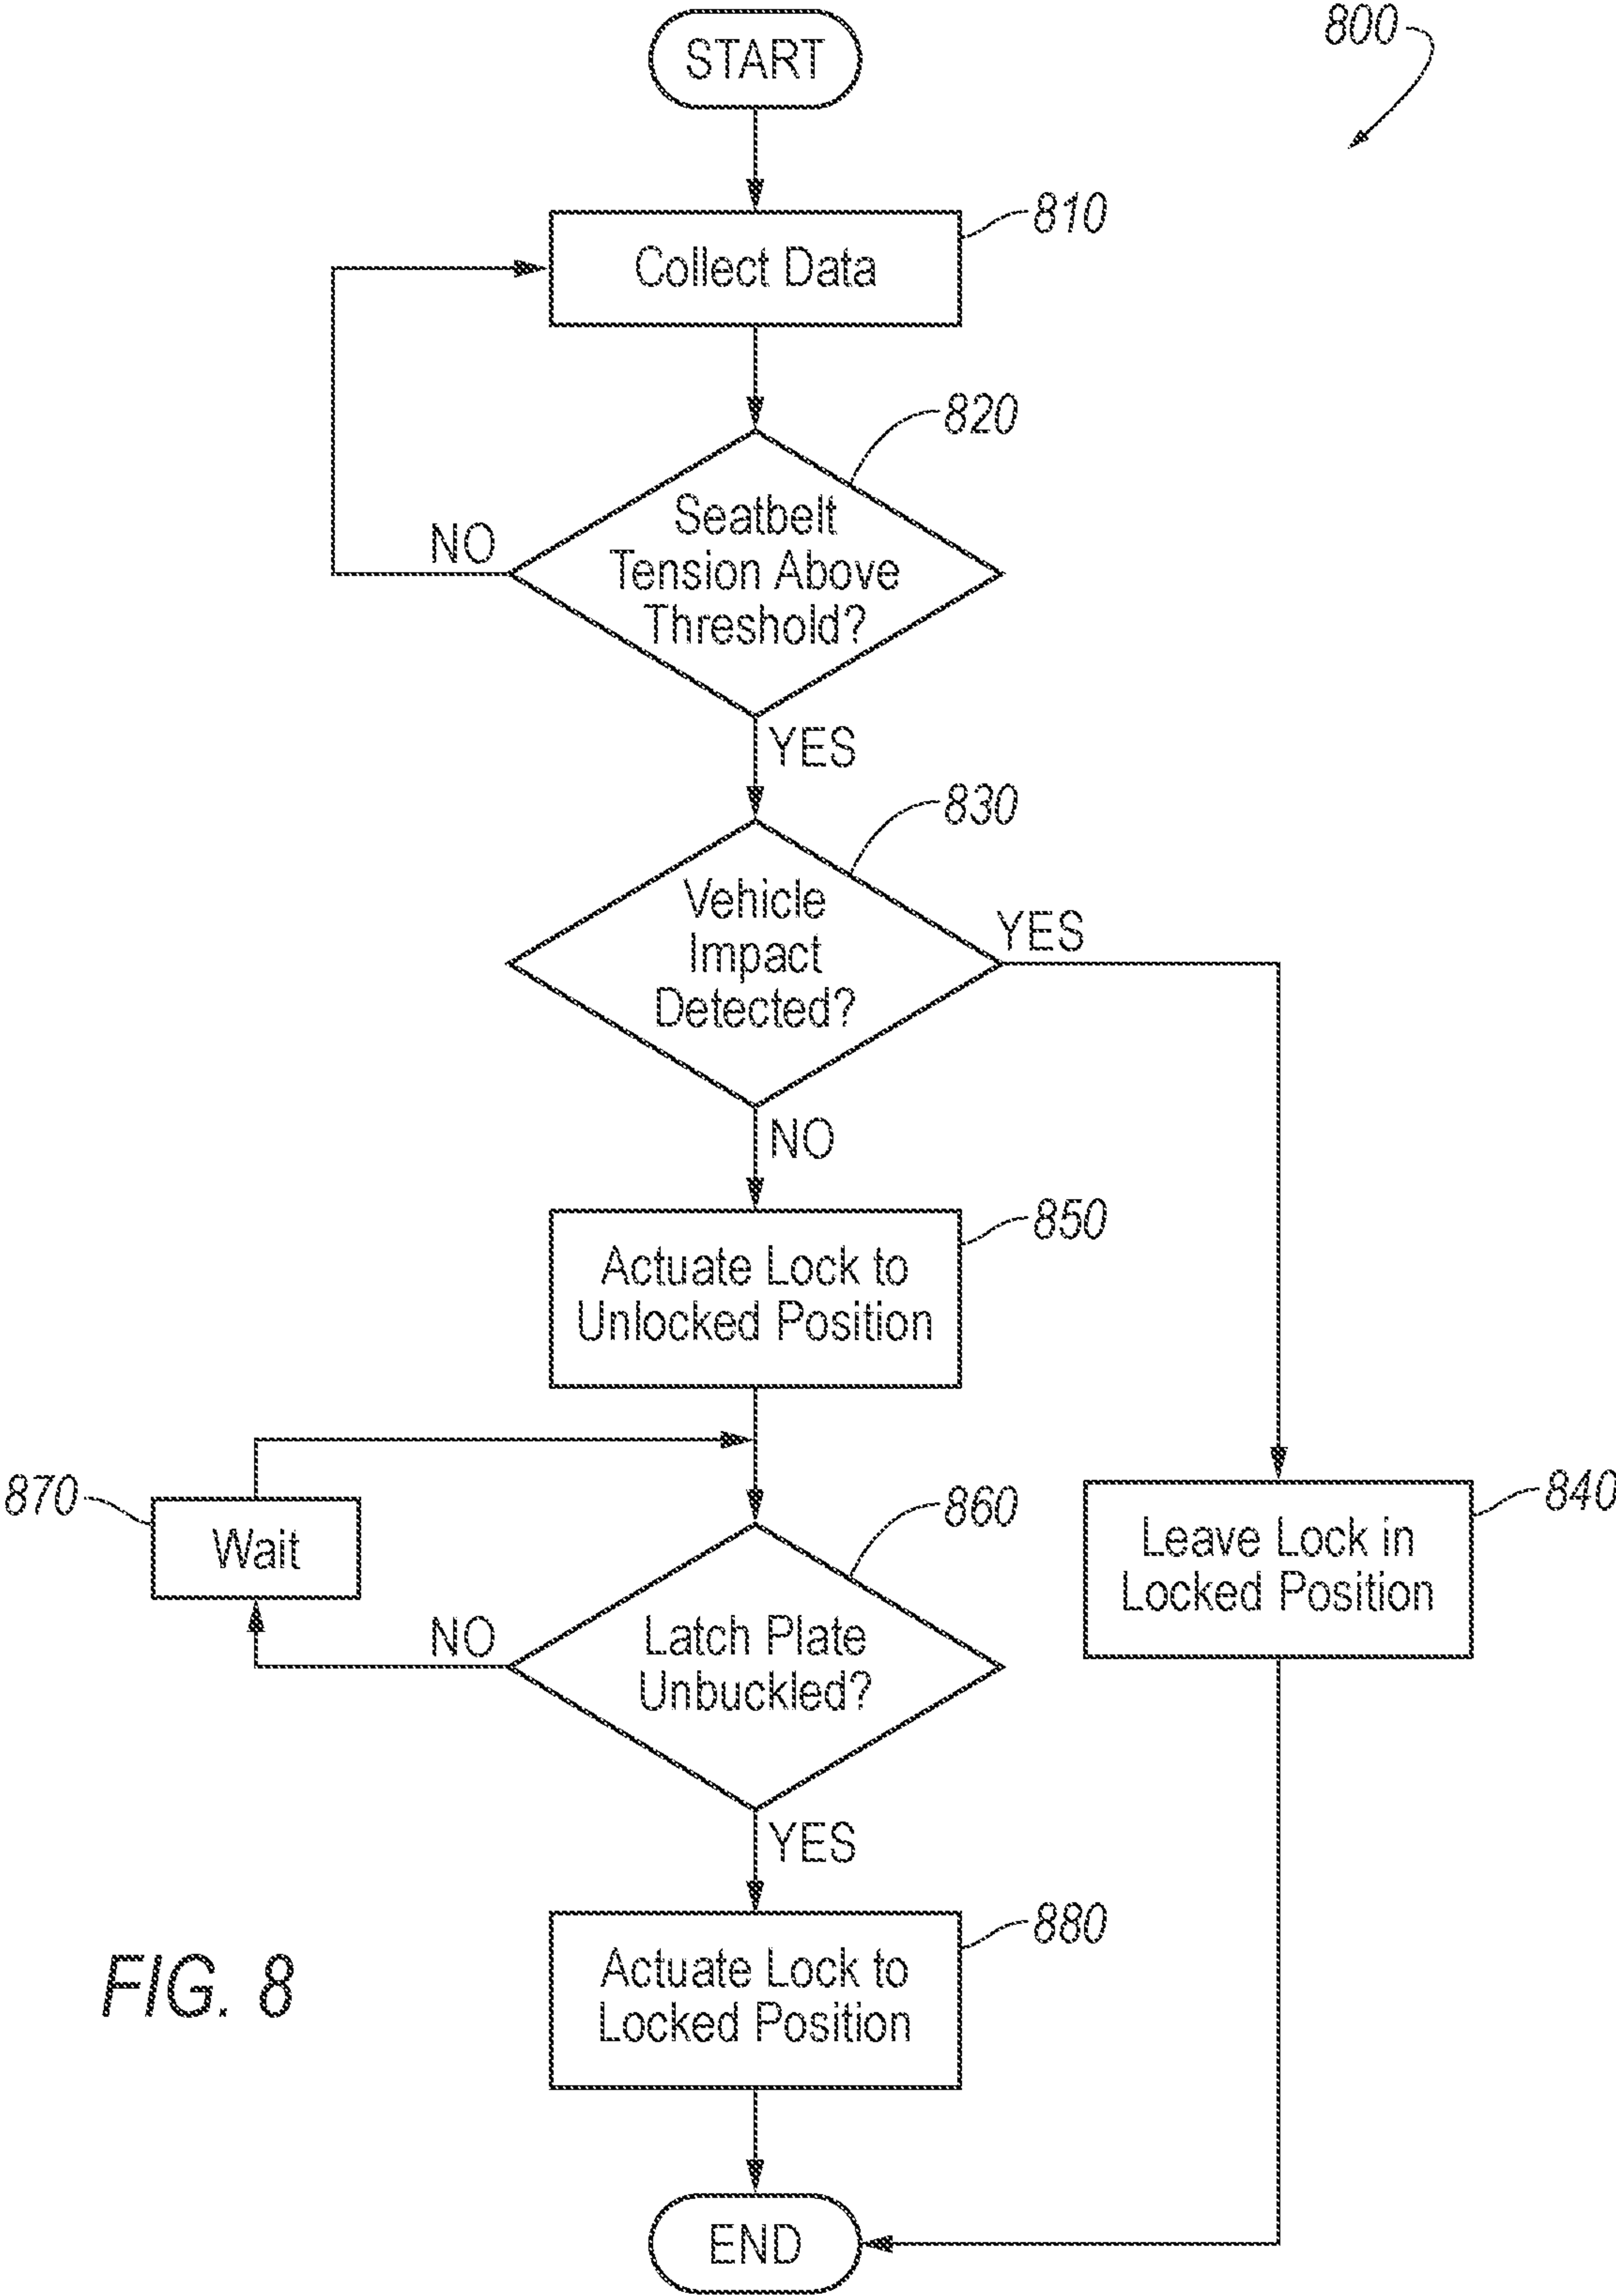 800
START
810
Collect Data
820
Seatbelt
Tension Above
Threshold?
NO
YES
830
Vehicle
Impact
Detected?
YES
NO
850
Actuate Lock to
Unlocked Position
870
Wait
860
Latch Plate
Unbuckled?
NO
840
Leave Lock in
Locked Position
YES
880
Actuate Lock to
Locked Position
FIG. 8
END